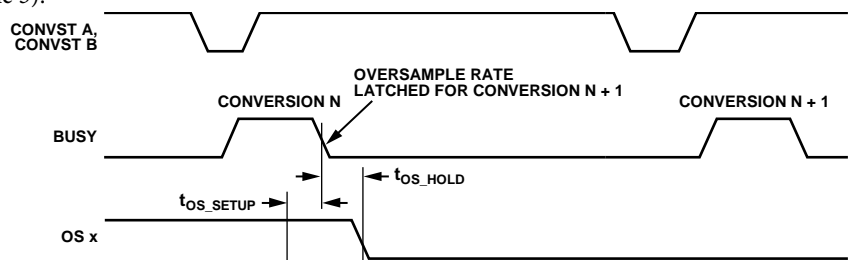 CONVST A,
CONVST B
OVERSAMPLE RATE
LATCHED FOR CONVERSION N + 1
CONVERSION N
CONVERSION N + 1
BUSY
tOS_HOLD
tOS_SETUP
OS x